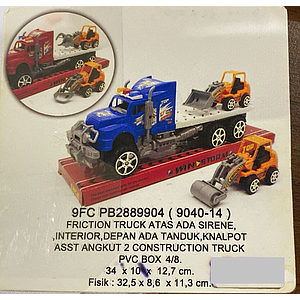 9FC PB2889904 ( 9040-14 )
FRICTION TRUCK ATAS ADA SIRENE,
,INTERIOR,DEPAN ADA TANDUK,KNALPOT
ASST ANGKUT 2 CONSTRUCTION TRUCK
PVC BOX 4/8.
34 x 10 x 12,7 cm.
Fisik : 32,5 x 8,6 x 11,3 cm.